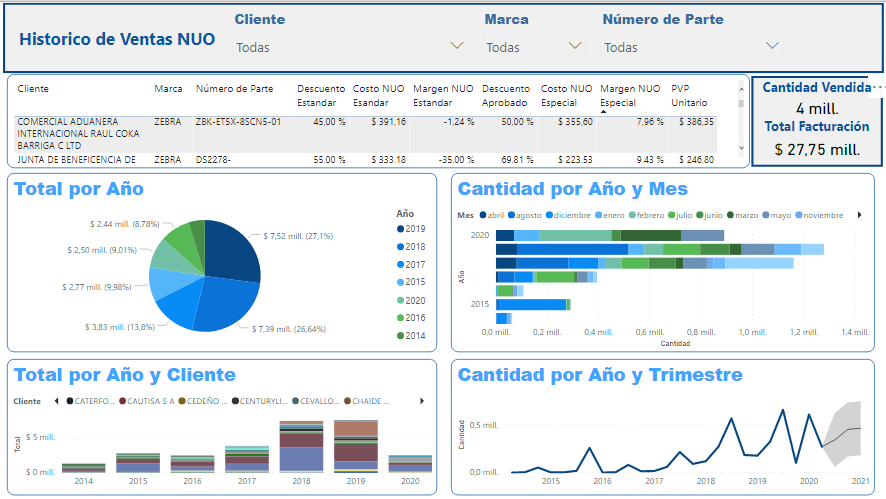 Historico de Ventas NUO
Cliente
Todas
Marca
Todas
Número de Parte
Todas
Cliente Marca Número de Parte Descuento Estandar Costo NUO Esandar Margen NUO Estandar Descuento Aprobado Costo NUO Especial Margen NUO Especial PVP Unitario
COMERCIAL ADUANERA INTERNACIONAL RAUL COKA BARRIGA C LTD ZEBRA ZBK-ET5X-8SCN5-01 45,00 % $ 391,16 -1,24 % 50,00 % $ 355,60 7,96 % $ 386,35
JUNTA DE BENEFICENCIA DE ZEBRA DS2278- 55,00 % $ 333,18 -35,00 % 69,81 % $ 223,53 9,43 % $ 246,80
Cantidad Vendida
4 mill.
Total Facturación
$ 27,75 mill.
Total por Año
$ 7,52 mill. (27,1%)
$ 7,39 mill. (26,64%)
$ 3,83 mill. (13,8%)
$ 2,77 mill. (9,98%)
$ 2,50 mill. (9,01%)
$ 2,44 mill. (8,78%)
Año
2019
2018
2017
2015
2020
2016
2014
Cantidad por Año y Mes
Mes abril agosto diciembre enero febrero julio junio marzo mayo noviembre
Año
2020
2015
0,0 mill. 0,2 mill. 0,4 mill. 0,6 mill. 0,8 mill. 1,0 mill. 1,2 mill. 1,4 mill.
Cantidad
Total por Año y Cliente
Cliente CATERFO... CAUTISA S A CEDEÑO ... CENTURYLI... CEVALLO... CHAIDE ...
Total
$ 5 mill.
$ 0 mill.
2014 2015 2016 2017 2018 2019 2020
Cantidad por Año y Trimestre
Cantidad
0,5 mill.
0,0 mill.
2015 2016 2017 2018 2019 2020 2021